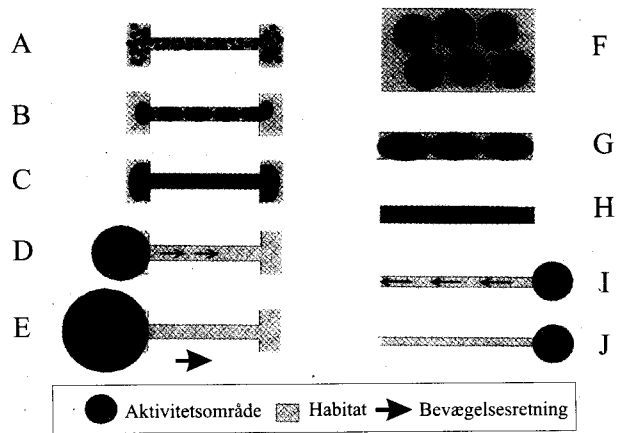 A
B
C
D
E
F
G
H
I
J
Aktivitetsområde
Habitat
Bevægelsesretning